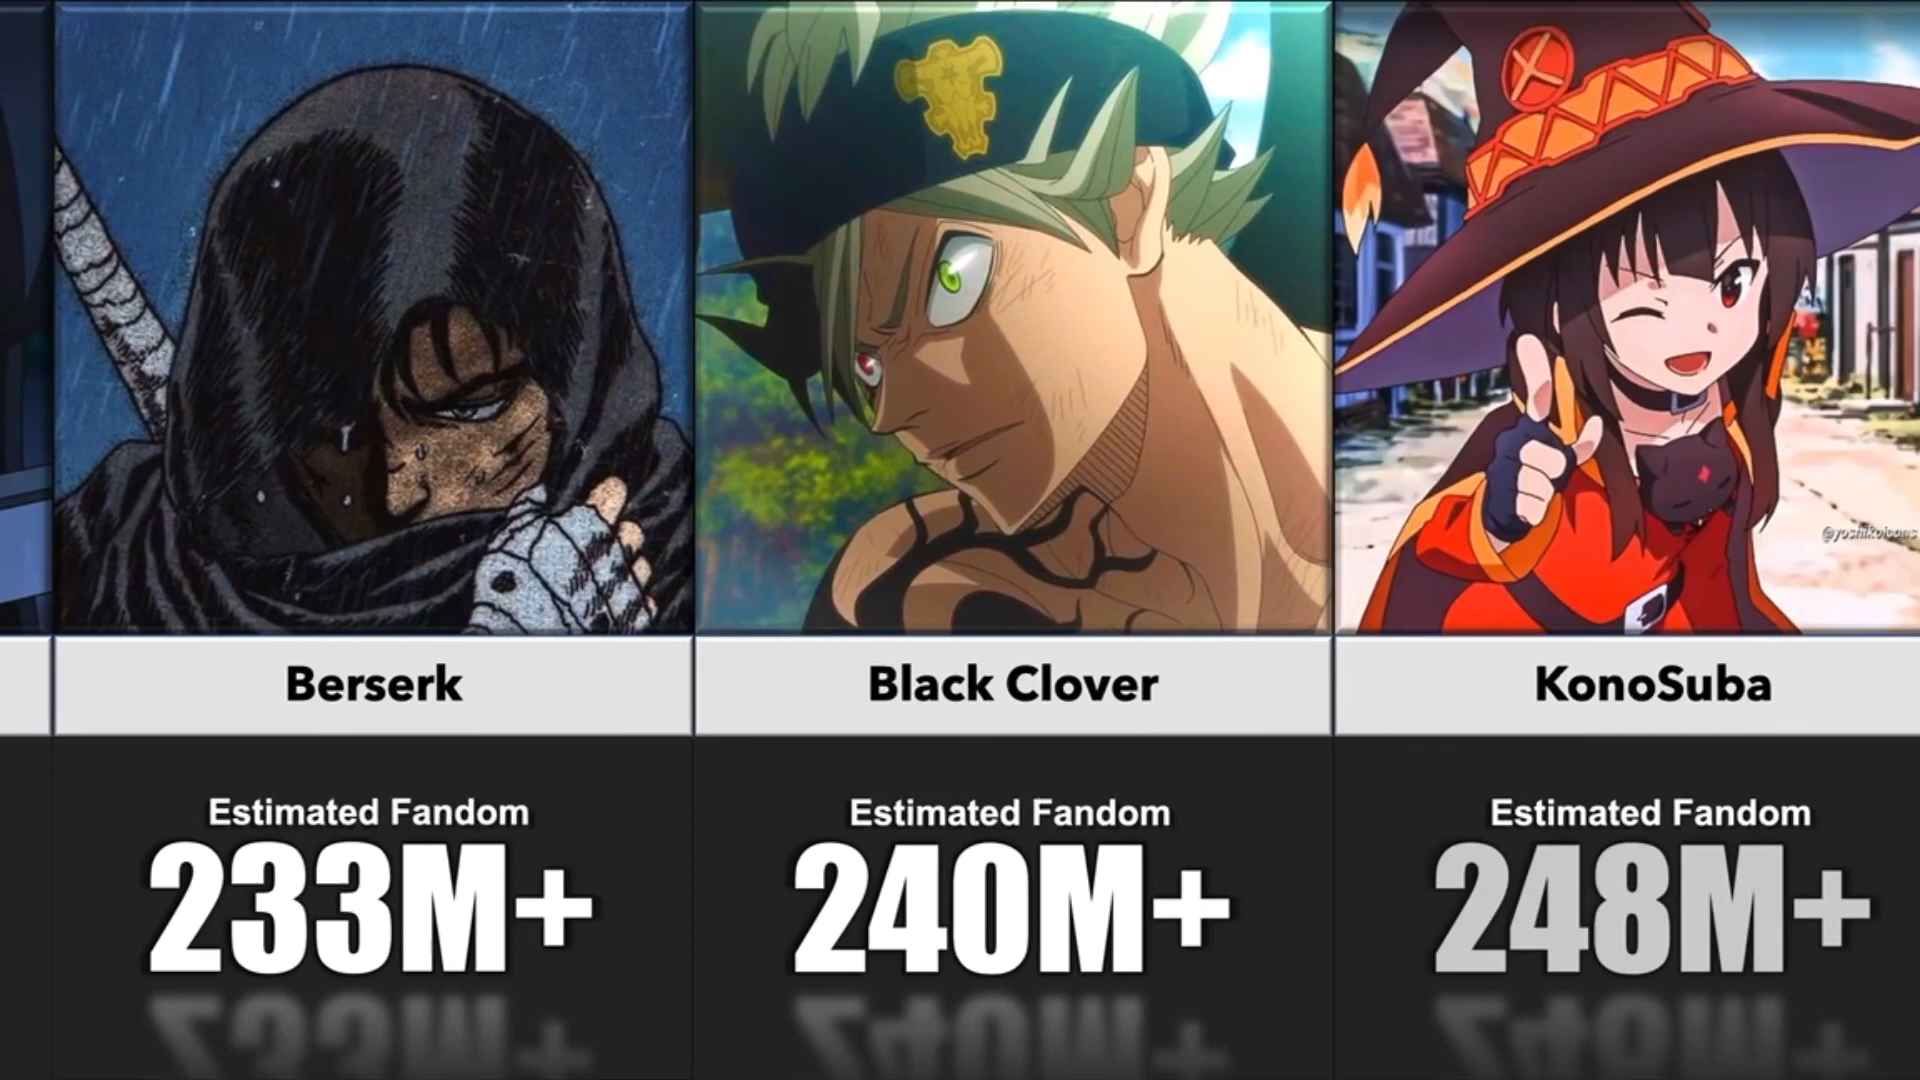 Berserk
Estimated Fandom
233M+
Black Clover
Estimated Fandom
240M+
KonoSuba
Estimated Fandom
248M+